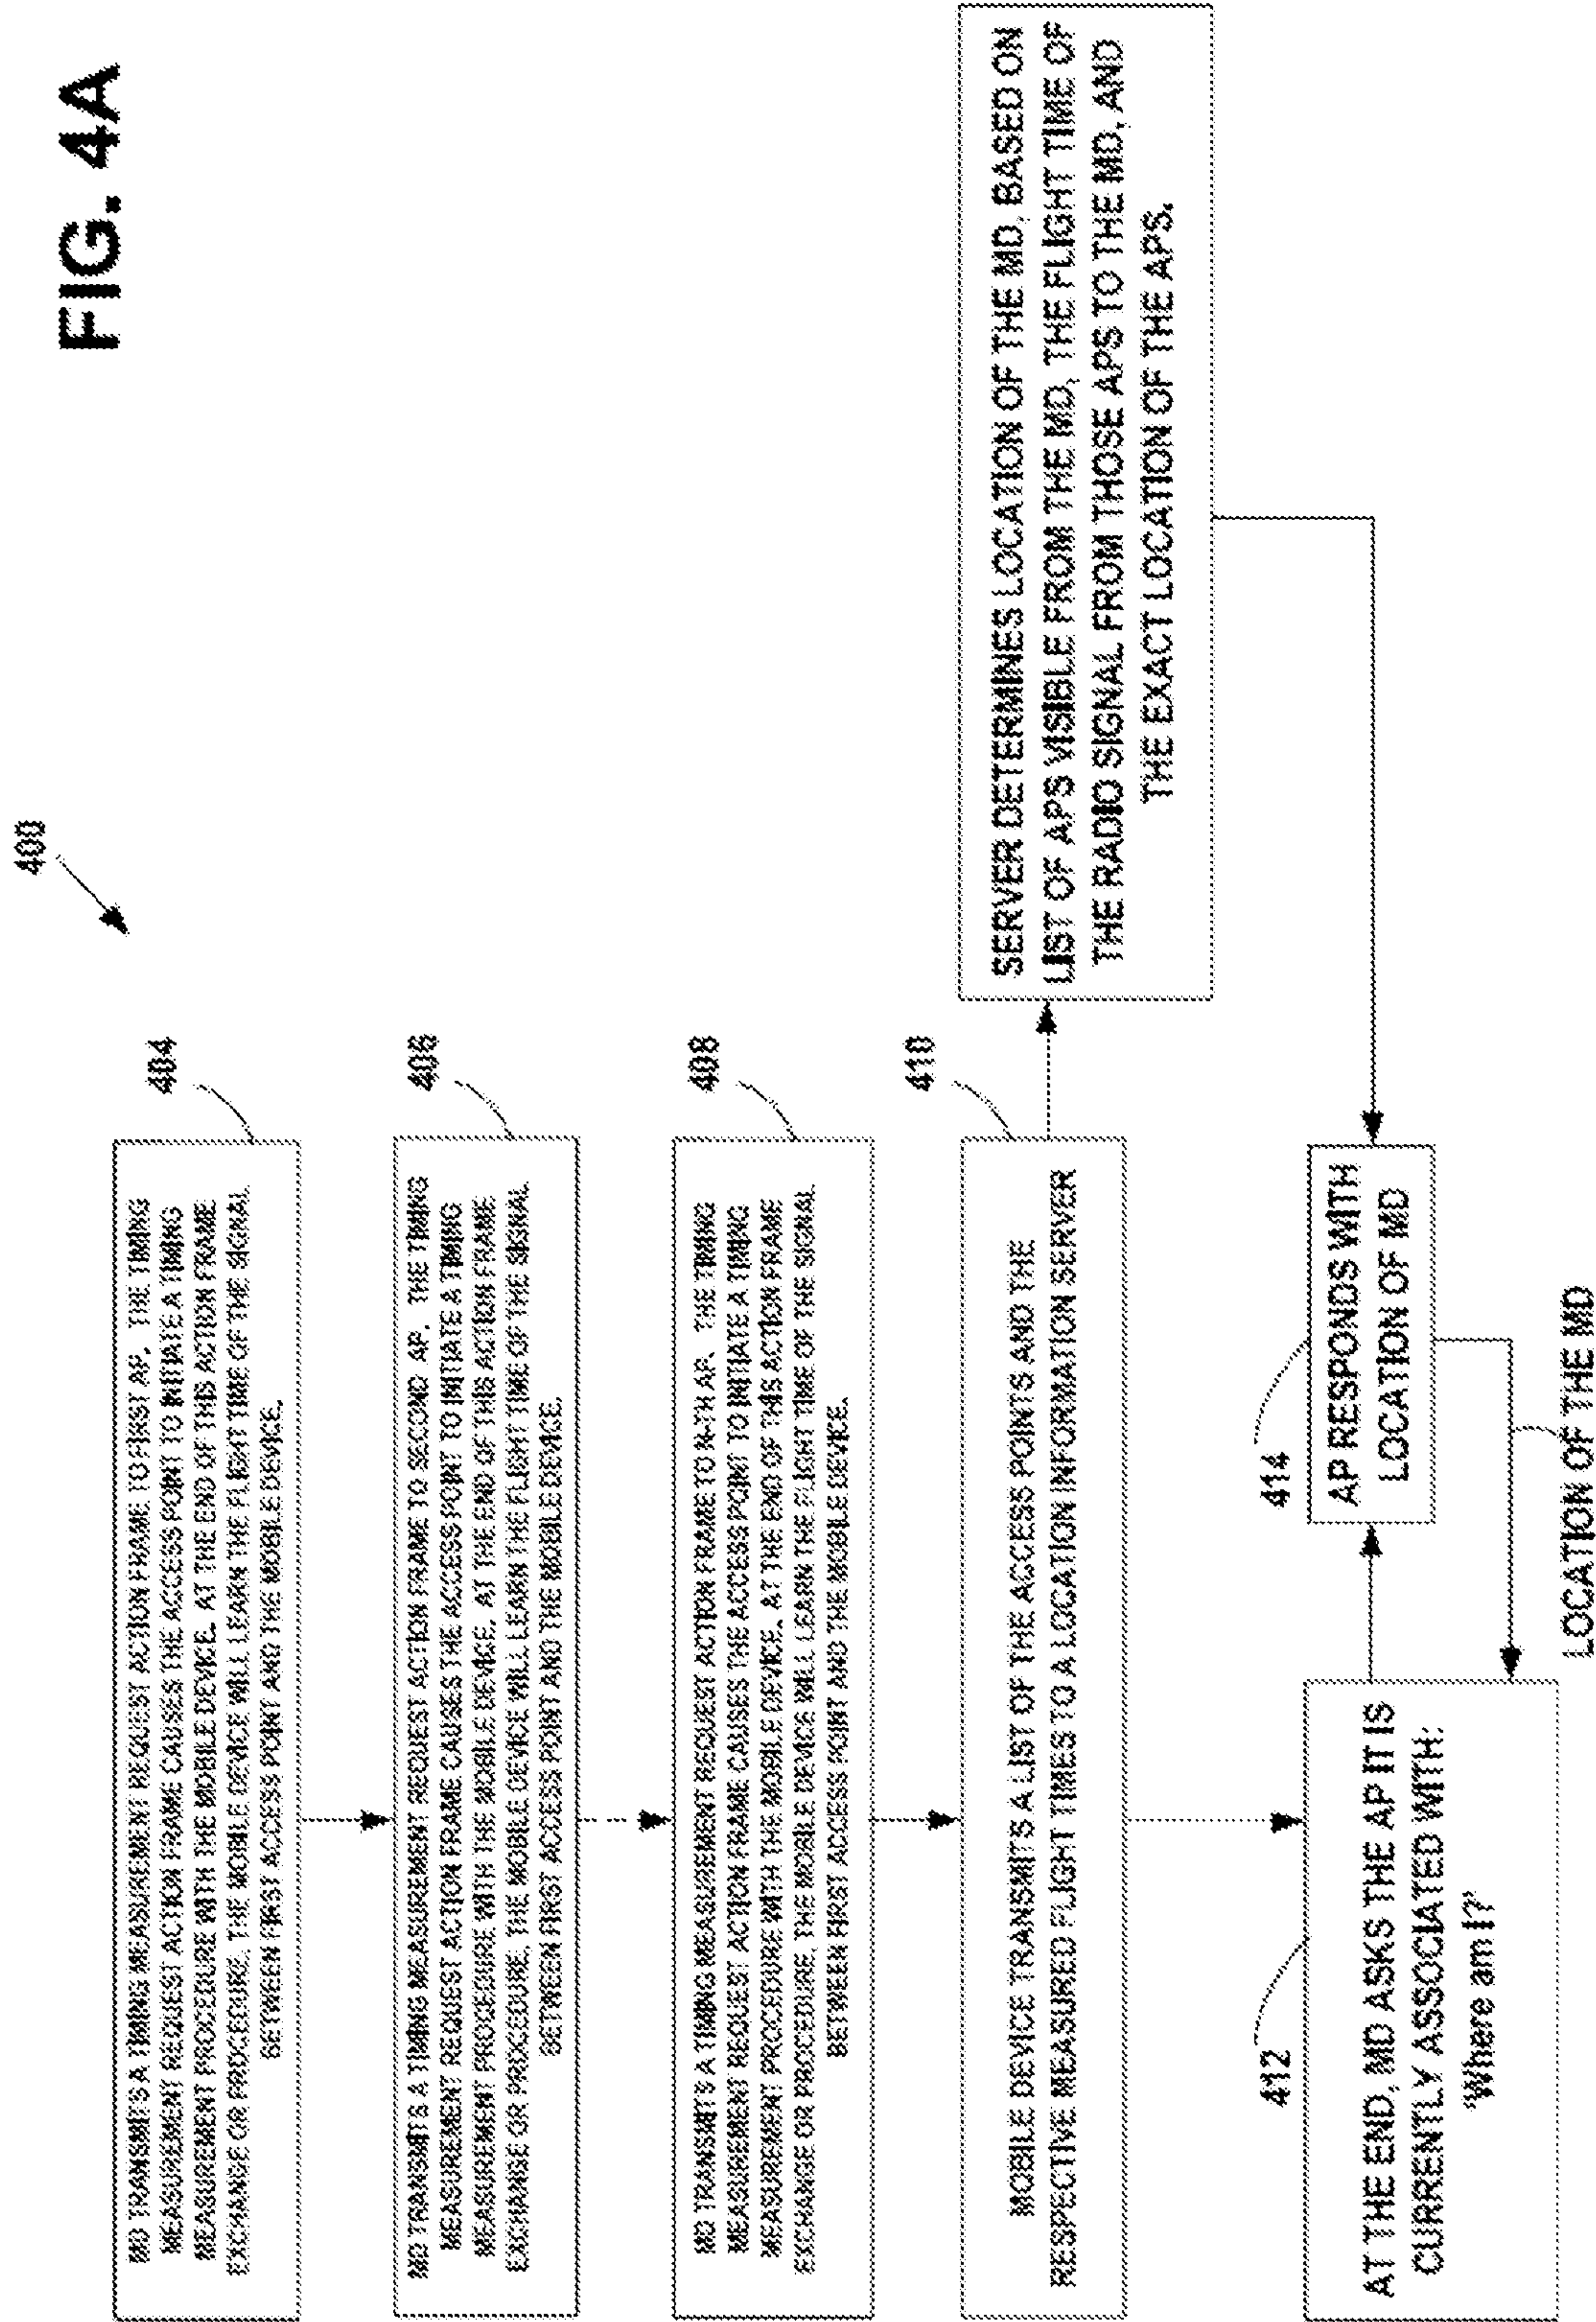 FIG. 4A
400
404
MD TRANSMITS A TIMING MEASUREMENT REQUEST ACTION FRAME TO FIRST AP. THE TIMING
MEASUREMENT REQUEST ACTION FRAME CAUSES THE ACCESS POINT TO INITIATE A TIMING
MEASUREMENT PROCEDURE WITH THE MOBILE DEVICE. AT THE END OF THIS ACTION FRAME
EXCHANGE OR PROCEDURE, THE MOBILE DEVICE WILL LEARN THE FLIGHT TIME OF THE SIGNAL
BETWEEN FIRST ACCESS POINT AND THE MOBILE DEVICE.
406
MD TRANSMITS A TIMING MEASUREMENT REQUEST ACTION FRAME TO SECOND AP. THE TIMING
MEASUREMENT REQUEST ACTION FRAME CAUSES THE ACCESS POINT TO INITIATE A TIMING
MEASUREMENT PROCEDURE WITH THE MOBILE DEVICE. AT THE END OF THIS ACTION FRAME
EXCHANGE OR PROCEDURE, THE MOBILE DEVICE WILL LEARN THE FLIGHT TIME OF THE SIGNAL
BETWEEN FIRST ACCESS POINT AND THE MOBILE DEVICE.
408
MD TRANSMITS A TIMING MEASUREMENT REQUEST ACTION FRAME TO N-TH AP. THE TIMING
MEASUREMENT REQUEST ACTION FRAME CAUSES THE ACCESS POINT TO INITIATE A TIMING
MEASUREMENT PROCEDURE WITH THE MOBILE DEVICE. AT THE END OF THIS ACTION FRAME
EXCHANGE OR PROCEDURE, THE MOBILE DEVICE WILL LEARN THE FLIGHT TIME OF THE SIGNAL
BETWEEN FIRST ACCESS POINT AND THE MOBILE DEVICE.
410
MOBILE DEVICE TRANSMITS A LIST OF THE ACCESS POINTS AND THE
RESPECTIVE MEASURED FLIGHT TIMES TO A LOCATION INFORMATION SERVER
SERVER DETERMINES LOCATION OF THE MD, BASED ON
LIST OF APS VISIBLE FROM THE MD, THE FLIGHT TIME OF
THE RADIO SIGNAL FROM THOSE APS TO THE MD, AND
THE EXACT LOCATION OF THE APS.
412
AT THE END, MD ASKS THE AP IT IS
CURRENTLY ASSOCIATED WITH:
"Where am I?"
414
AP RESPONDS WITH
LOCATION OF MD
LOCATION OF THE MD